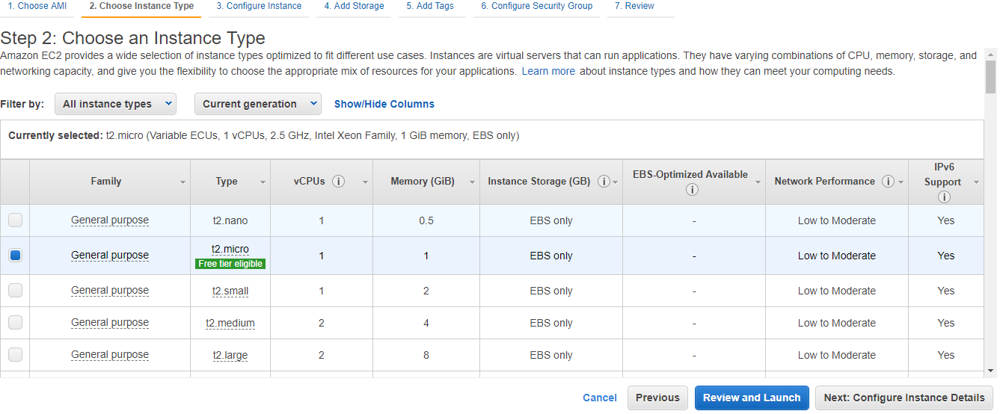 1. Choose AMI 2. Choose Instance Type 3. Configure Instance 4. Add Storage 5. Add Tags 6. Configure Security Group 7. Review
Step 2: Choose an Instance Type
Amazon EC2 provides a wide selection of instance types optimized to fit different use cases. Instances are virtual servers that can run applications. They have varying combinations of CPU, memory, storage, and
networking capacity, and give you the flexibility to choose the appropriate mix of resources for your applications. Learn more about instance types and how they can meet your computing needs.
Filter by: All instance types Current generation Show/Hide Columns
Currently selected: t2.micro (Variable ECUs, 1 vCPUs, 2.5 GHz, Intel Xeon Family, 1 GiB memory, EBS only)
Family Type vCPUs Memory (GiB) Instance Storage (GB) EBS-Optimized Available Network Performance IPv6
Support
General purpose t2.nano 1 0.5 EBS only - Low to Moderate Yes
General purpose t2.micro 1 1 EBS only - Low to Moderate Yes
Free tier eligible
General purpose t2.small 1 2 EBS only - Low to Moderate Yes
General purpose t2.medium 2 4 EBS only - Low to Moderate Yes
General purpose t2.large 2 8 EBS only - Low to Moderate Yes
Cancel Previous Review and Launch Next: Configure Instance Details